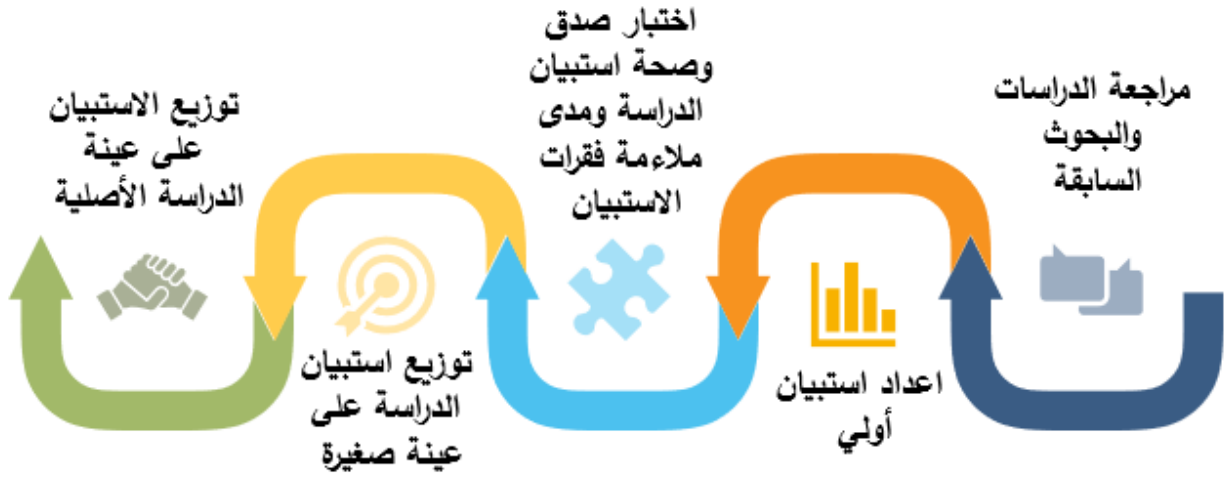 مراجعة الدراسات
والبحوث
السابقة
اعداد استبيان
أولي
اختبار صدق
وصحة استبيان
الدراسة ومدى
ملاءمة فقرات
الاستبيان
توزيع استبيان
الدراسة على
عينة صغيرة
توزيع الاستبيان
على عينة
الدراسة الأصلية